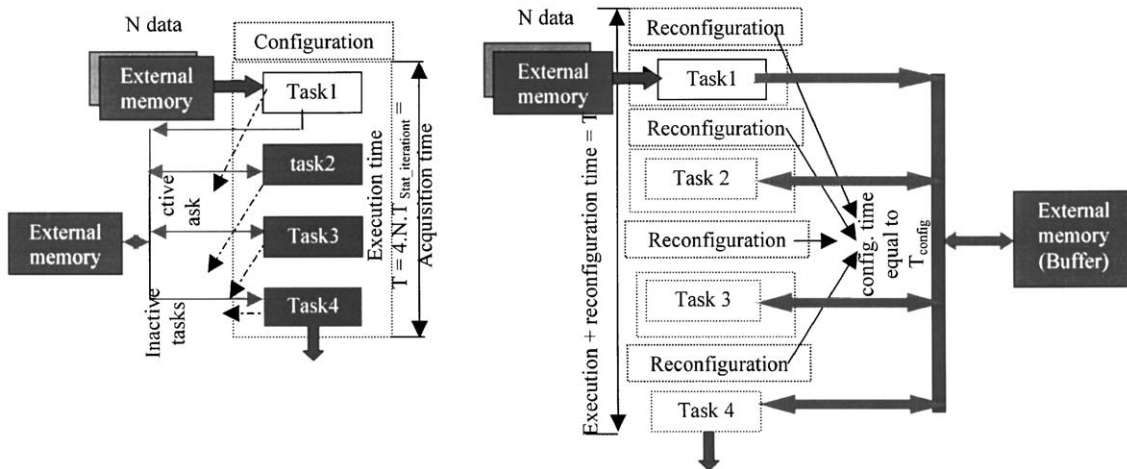 N data
Configuration
External
memory
Task1
task2
ctive
ask
Task3
External
memory
Task4
Inactive
tasks
Execution time
T = 4.N.T Stat_iterationt =
Acquisition time
N data
Reconfiguration
External
memory
Task1
Reconfiguration
Task 2
Reconfiguration
Task 3
Reconfiguration
Task 4
Execution + reconfiguration time = T
config. time
equal to
Tconfig
External
memory
(Buffer)